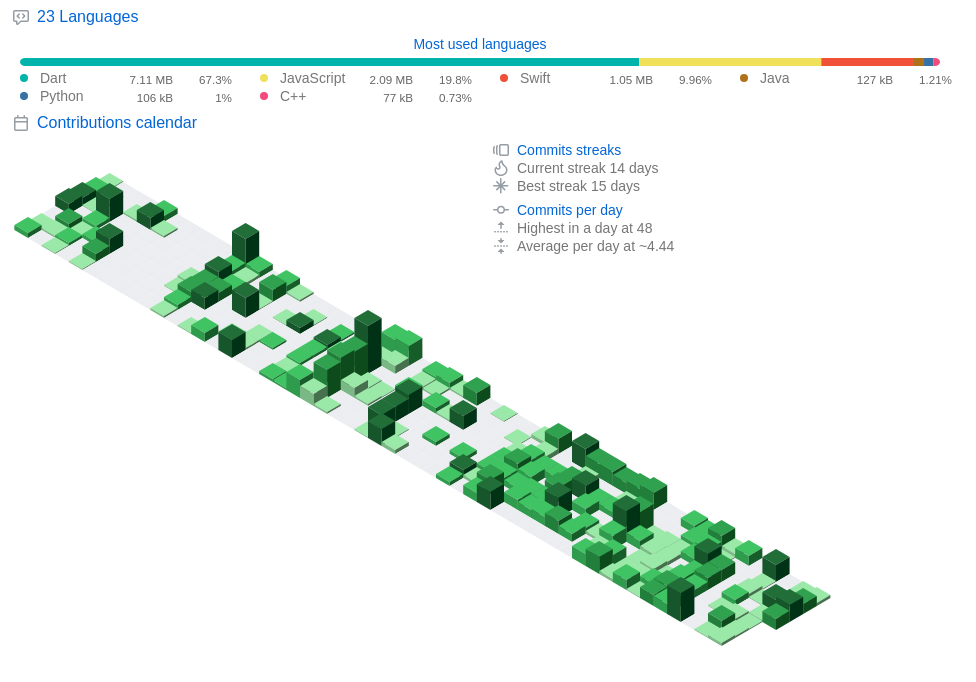 23 Languages
Most used languages
Dart 7.11 MB 67.3% JavaScript 2.09 MB 19.8% Swift 1.05 MB 9.96% Java 127 kB 1.21%
Python 106 kB 1% C++ 77 kB 0.73%
Contributions calendar
Commits streaks
Current streak 14 days
Best streak 15 days
Commits per day
Highest in a day at 48
Average per day at ~4.44